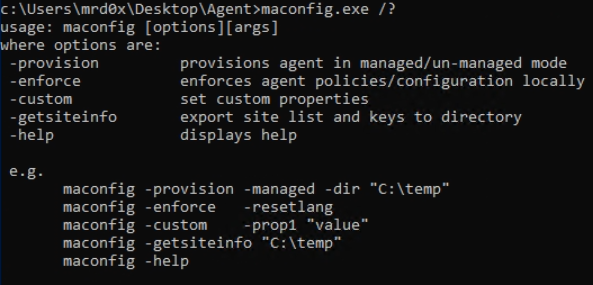 c:\Users\mrd0x\Desktop\Agent>maconfig.exe /?
usage: maconfig [options][args]
where options are:
-provision provisions agent in managed/un-managed mode
-enforce enforces agent policies/configuration locally
-custom set custom properties
-getsiteinfo export site list and keys to directory
-help displays help
e.g.
maconfig -provision -managed -dir "C:\temp"
maconfig -enforce -resetlang
maconfig -custom -prop1 "value"
maconfig -getsiteinfo "C:\temp"
maconfig -help